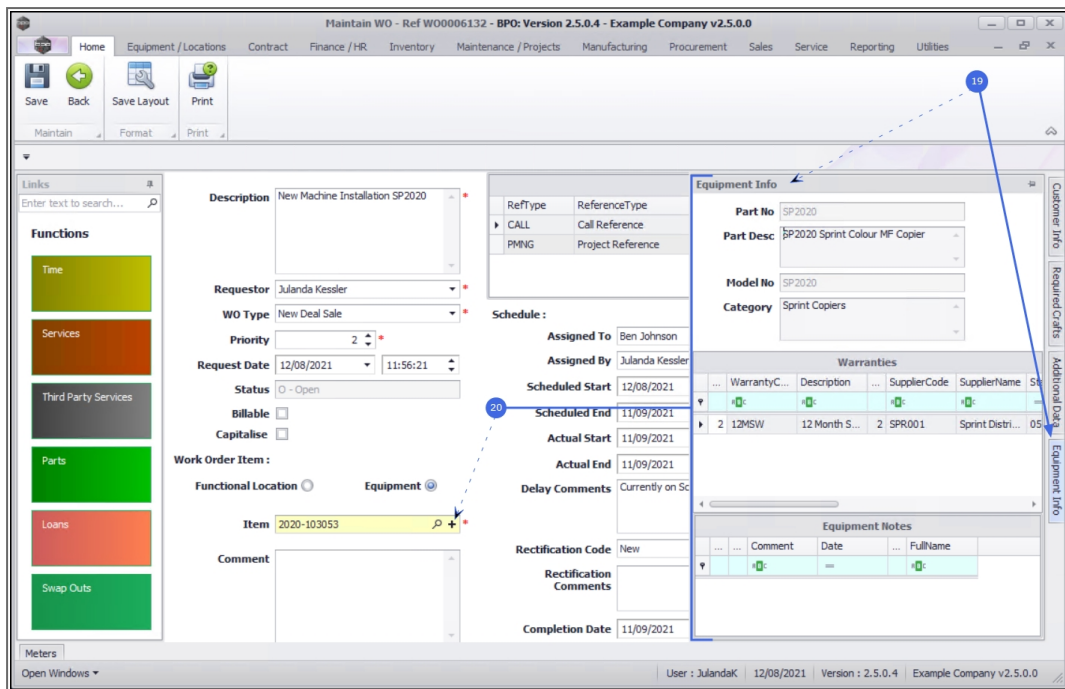 Maintain WO - Ref WO0006132 - BPO: Version 2.5.0.4 - Example Company v2.5.0.0
Home Equipment / Locations Contract Finance / HR Inventory Maintenance / Projects Manufacturing Procurement Sales Service Reporting Utilities
Save Back Save Layout Print
Maintain Format Print
19
Links
Enter text to search...
Functions
Time
Services
Third Party Services
Parts
Loans
Swap Outs
Description New Machine Installation SP2020 *
Requestor Julanda Kessler *
WO Type New Deal Sale *
Priority 2 *
Request Date 12/08/2021 11:56:21
Status O - Open
Billable
Capitalise
Work Order Item :
Functional Location Equipment
Item 2020-103053 *
Comment
20
RefType ReferenceType
CALL Call Reference
PMNG Project Reference
Schedule :
Assigned To Ben Johnson
Assigned By Julanda Kessler
Scheduled Start 12/08/2021
Scheduled End 11/09/2021
Actual Start 11/09/2021
Actual End 11/09/2021
Delay Comments Currently on Sc
Rectification Code New
Rectification
Comments
Completion Date 11/09/2021
Equipment Info
Part No SP2020
Part Desc SP2020 Sprint Colour MF Copier
Model No SP2020
Category Sprint Copiers
Warranties
... WarrantyC... Description ... SupplierCode SupplierName
2 12MSW 12 Month S... 2 SPR001 Sprint Distri... 05
Equipment Notes
... ... Comment Date ... FullName
Customer Info
Required Crafts
Additional Data
Equipment Info
Meters
Open Windows
User : JulandaK 12/08/2021 Version : 2.5.0.4 Example Company v2.5.0.0